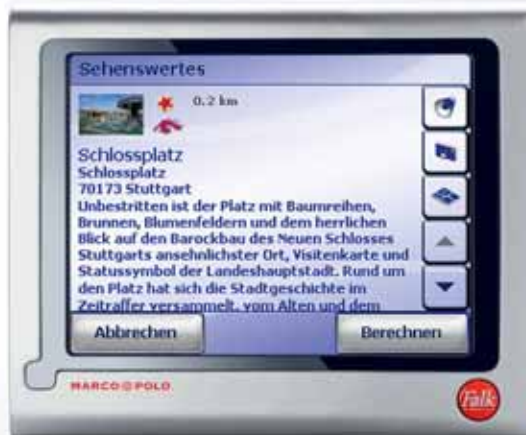 Sehenswertes
0.2 km
Schlossplatz
Schlossplatz
70173 Stuttgart
Unbestritten ist der Platz mit Baumreihen,
Brunnen, Blumenfeldern und dem herrlichen
Blick auf den Barockbau des Neuen Schlosses
Stuttgarts ansehnlichster Ort, Visitenkarte und
Statussymbol der Landeshauptstadt. Rund um
den Platz hat sich die Stadtgeschichte im
Zeitraffer versammelt, vom Alten und dem
Abbrechen
Berechnen
MARCO POLO
Falk